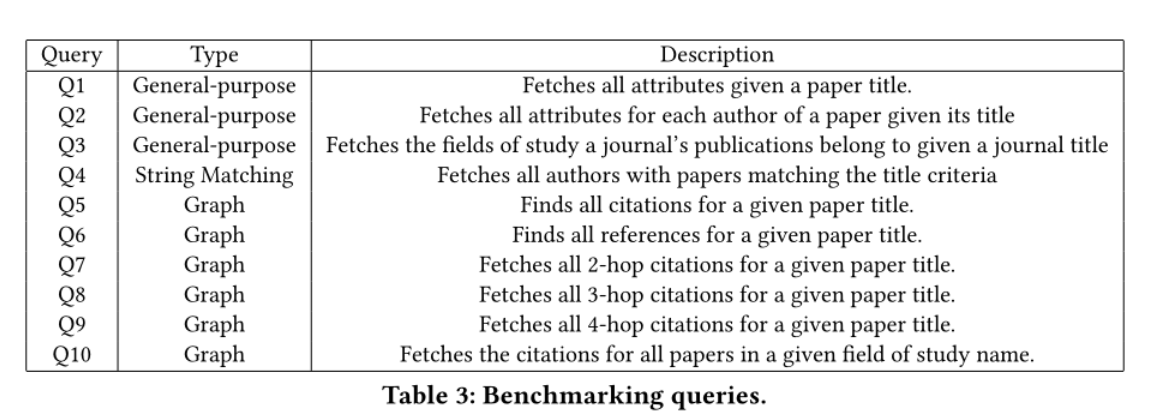 Query Type Description
Q1 General-purpose Fetches all attributes given a paper title.
Q2 General-purpose Fetches all attributes for each author of a paper given its title
Q3 General-purpose Fetches the fields of study a journal's publications belong to given a journal title
Q4 String Matching Fetches all authors with papers matching the title criteria
Q5 Graph Finds all citations for a given paper title.
Q6 Graph Finds all references for a given paper title.
Q7 Graph Fetches all 2-hop citations for a given paper title.
Q8 Graph Fetches all 3-hop citations for a given paper title.
Q9 Graph Fetches all 4-hop citations for a given paper title.
Q10 Graph Fetches the citations for all papers in a given field of study name.
Table 3: Benchmarking queries.